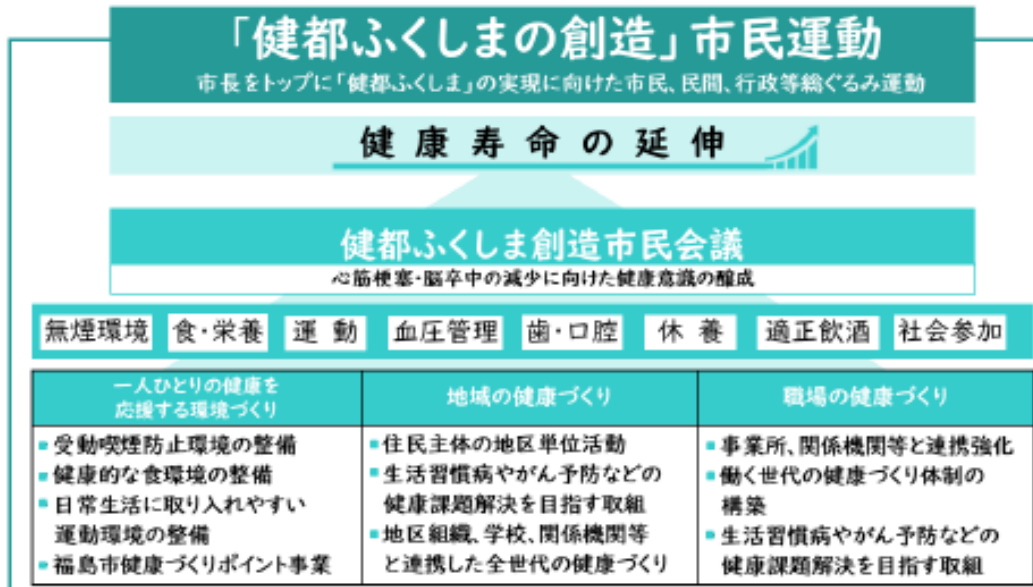 「健都ふくしまの創造」市民運動
市長をトップに「健都ふくしま」の実現に向けた市民、民間、行政等総ぐるみ運動
健康寿命の延伸
健都ふくしま創造市民会議
心筋梗塞・脳卒中の減少に向けた健康意識の醸成
無煙環境 食・栄養 運動 血圧管理 歯・口腔 休養 適正飲酒 社会参加
一人ひとりの健康を
応援する環境づくり
受動喫煙防止環境の整備
健康的な食環境の整備
日常生活に取り入れやすい
運動環境の整備
福島市健康づくりポイント事業
地域の健康づくり
住民主体の地区単位活動
生活習慣病やがん予防などの
健康課題解決を目指す取組
地区組織、学校、関係機関等
と連携した全世代の健康づくり
職場の健康づくり
事業所、関係機関等と連携強化
働く世代の健康づくり体制の
構築
生活習慣病やがん予防などの
健康課題解決を目指す取組